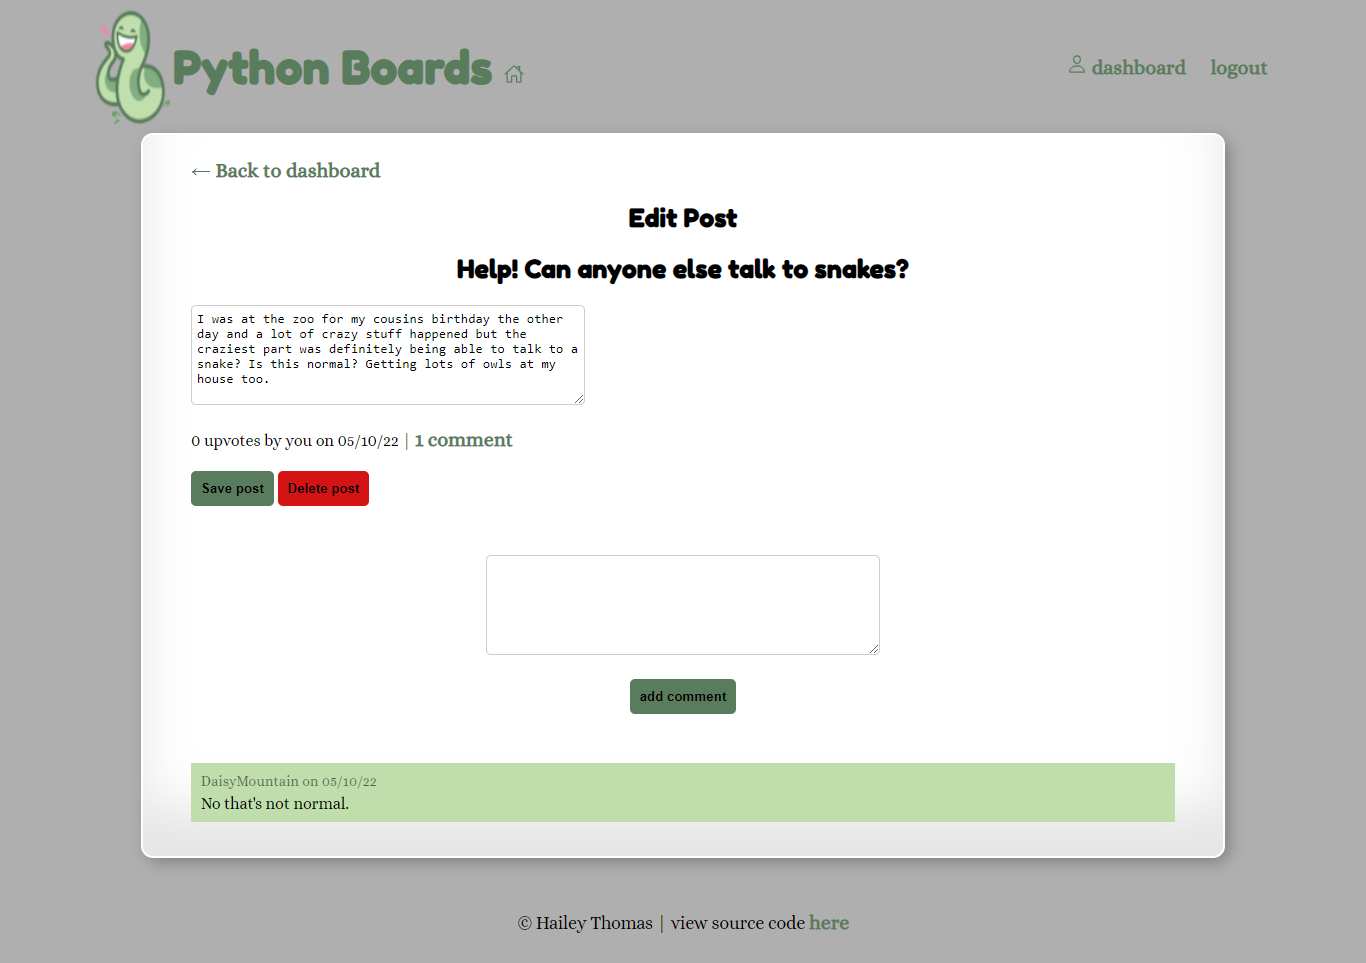 Python Boards
dashboard
logout
← Back to dashboard
Edit Post
Help! Can anyone else talk to snakes?
I was at the zoo for my cousins birthday the other
day and a lot of crazy stuff happened but the
craziest part was definitely being able to talk to a
snake? Is this normal? Getting lots of owls at my
house too.
0 upvotes by you on 05/10/22 | 1 comment
Save post
Delete post
add comment
DaisyMountain on 05/10/22
No that's not normal.
© Hailey Thomas | view source code here